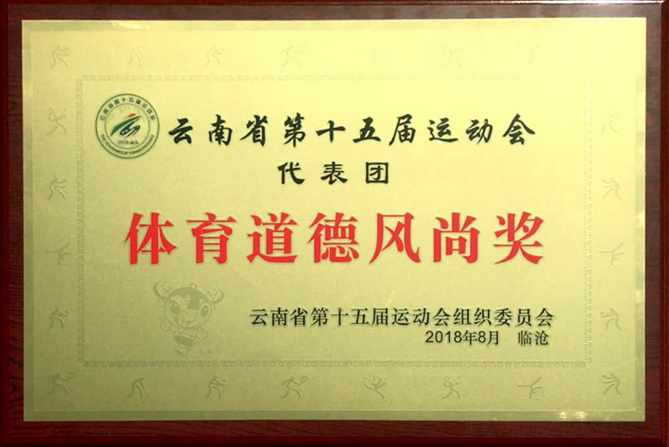 云南省第十五届运动会
代表团
体育道德风尚奖
云南省第十五届运动会组织委员会
2018年8月 临沧